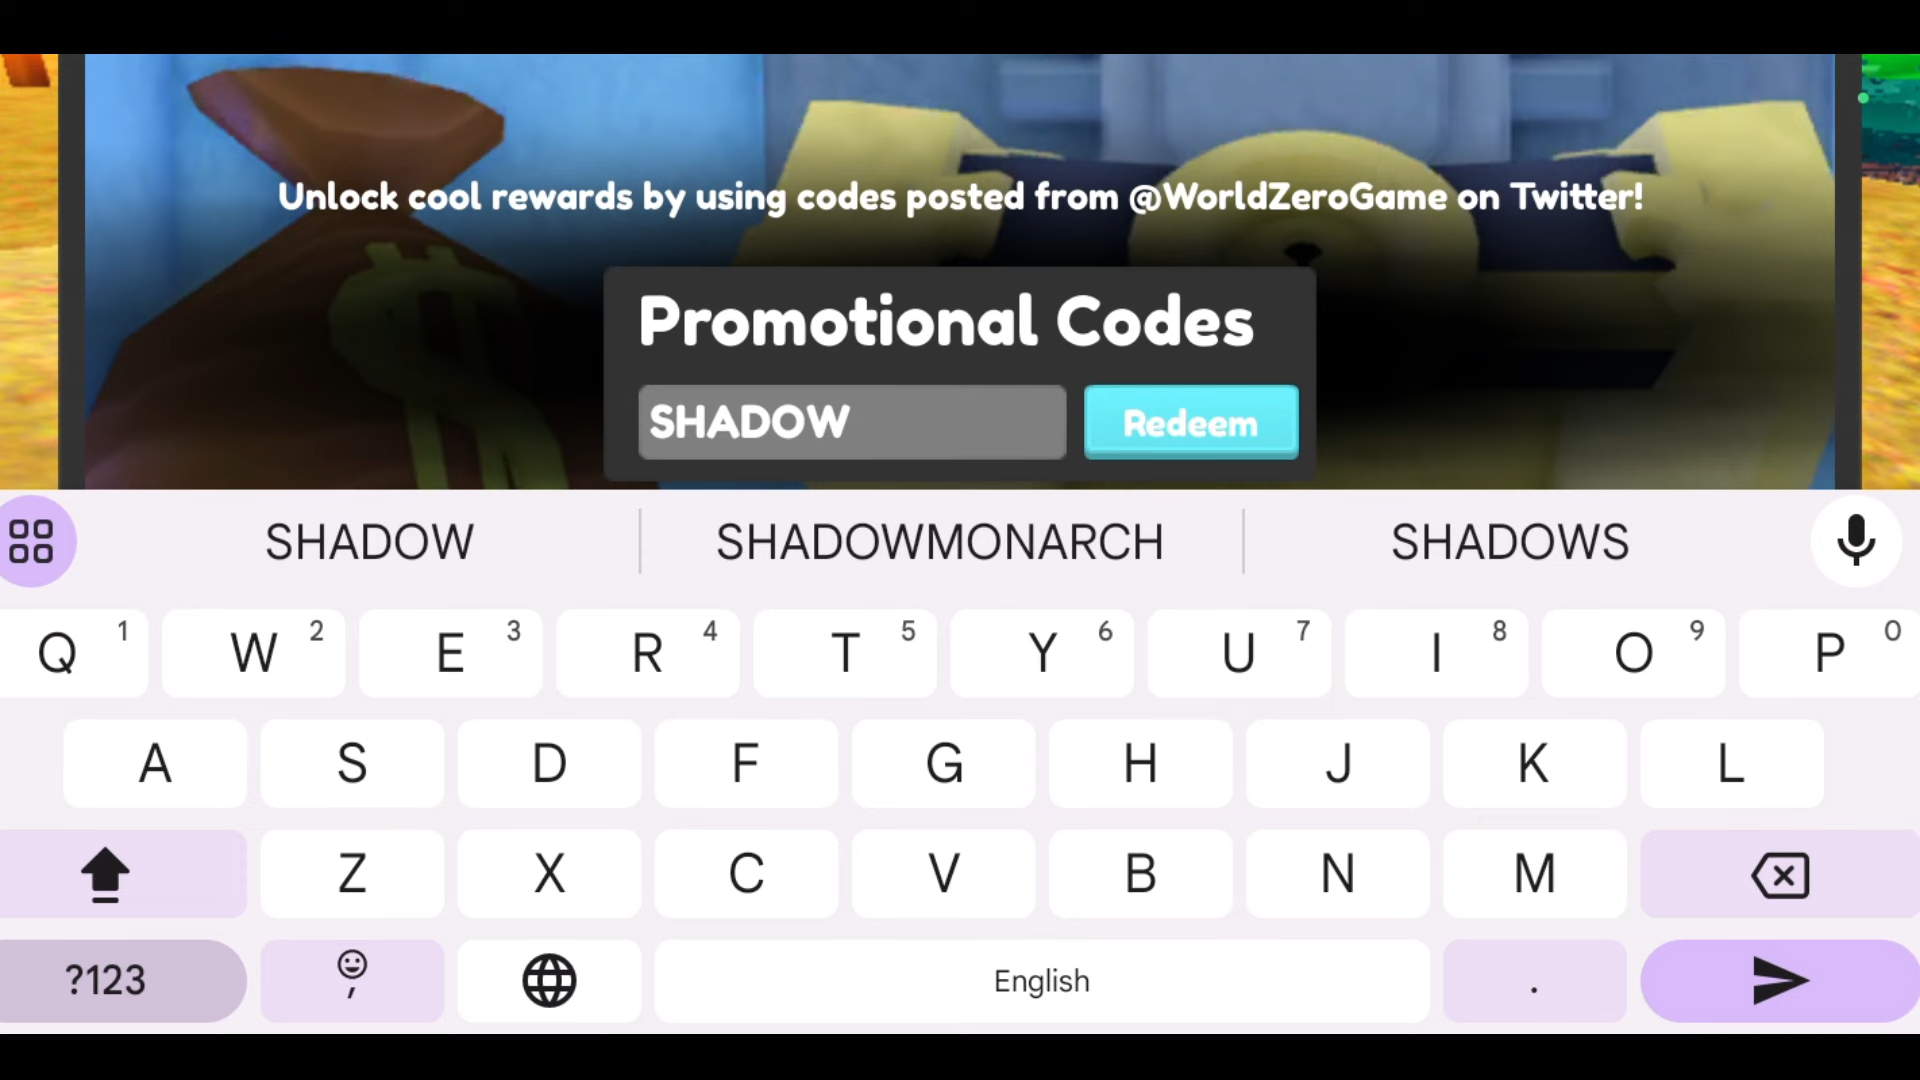 Unlock cool rewards by using codes posted from @WorldZeroGame on Twitter!
Promotional Codes
SHADOW
Redeem
SHADOW SHADOWMONARCH SHADOWS
Q 1 W 2 E 3 R 4 T 5 Y 6 U 7 I 8 O 9 P 0
A S D F G H J K L
Z X C V B N M
?123 , English .